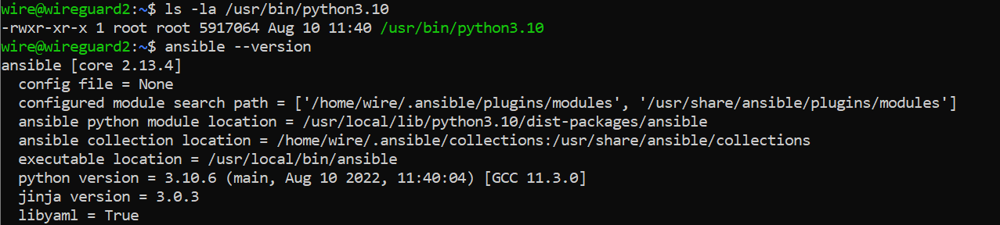 wire@wireguard2:~$ ls -la /usr/bin/python3.10
-rwxr-xr-x 1 root root 5917064 Aug 10 11:40 /usr/bin/python3.10
wire@wireguard2:~$ ansible --version
ansible [core 2.13.4]
  config file = None
  configured module search path = ['/home/wire/.ansible/plugins/modules', '/usr/share/ansible/plugins/modules']
  ansible python module location = /usr/local/lib/python3.10/dist-packages/ansible
  ansible collection location = /home/wire/.ansible/collections:/usr/share/ansible/collections
  executable location = /usr/local/bin/ansible
  python version = 3.10.6 (main, Aug 10 2022, 11:40:04) [GCC 11.3.0]
  jinja version = 3.0.3
  libyaml = True